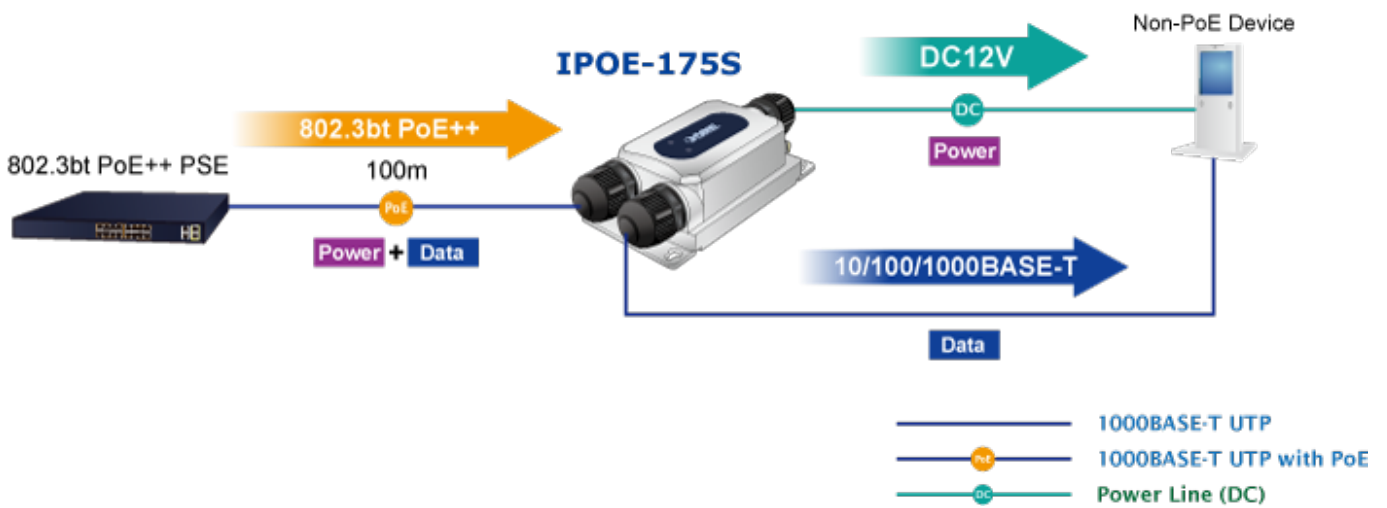 Non-PoE Device
IPOE-175S
DC12V
802.3bt PoE++
DC
Power
802.3bt PoE++ PSE
100m
PoE
Power + Data
10/100/1000BASE-T
Data
1000BASE-T UTP
PoE
1000BASE-T UTP with PoE
DC
Power Line (DC)